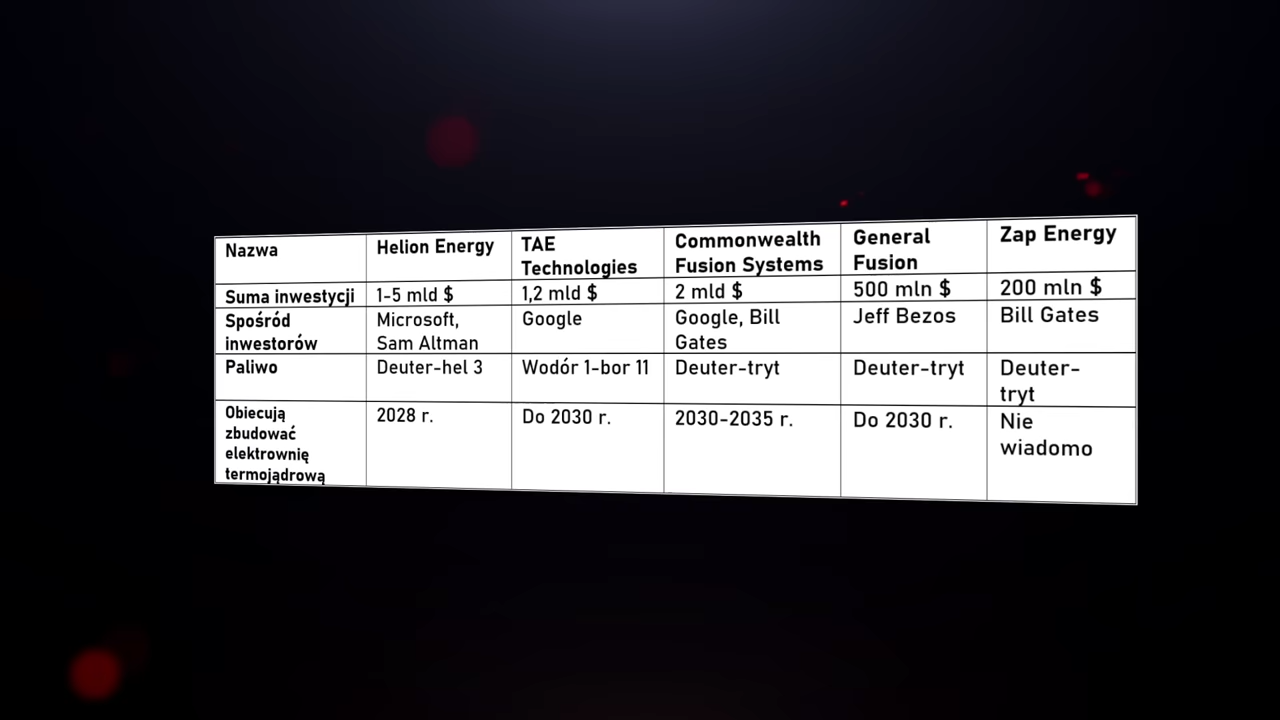 Nazwa Helion Energy TAE Technologies Commonwealth Fusion Systems General Fusion Zap Energy
Suma inwestycji 1-5 mld $ 1,2 mld $ 2 mld $ 500 mln $ 200 mln $
Spośród inwestorów Microsoft, Sam Altman Google Google, Bill Gates Jeff Bezos Bill Gates
Paliwo Deuter-hel 3 Wodór 1-bor 11 Deuter-tryt Deuter-tryt Deuter-tryt
Obiecują zbudować elektrownię termojądrową 2028 r. Do 2030 r. 2030-2035 r. Do 2030 r. Nie wiadomo